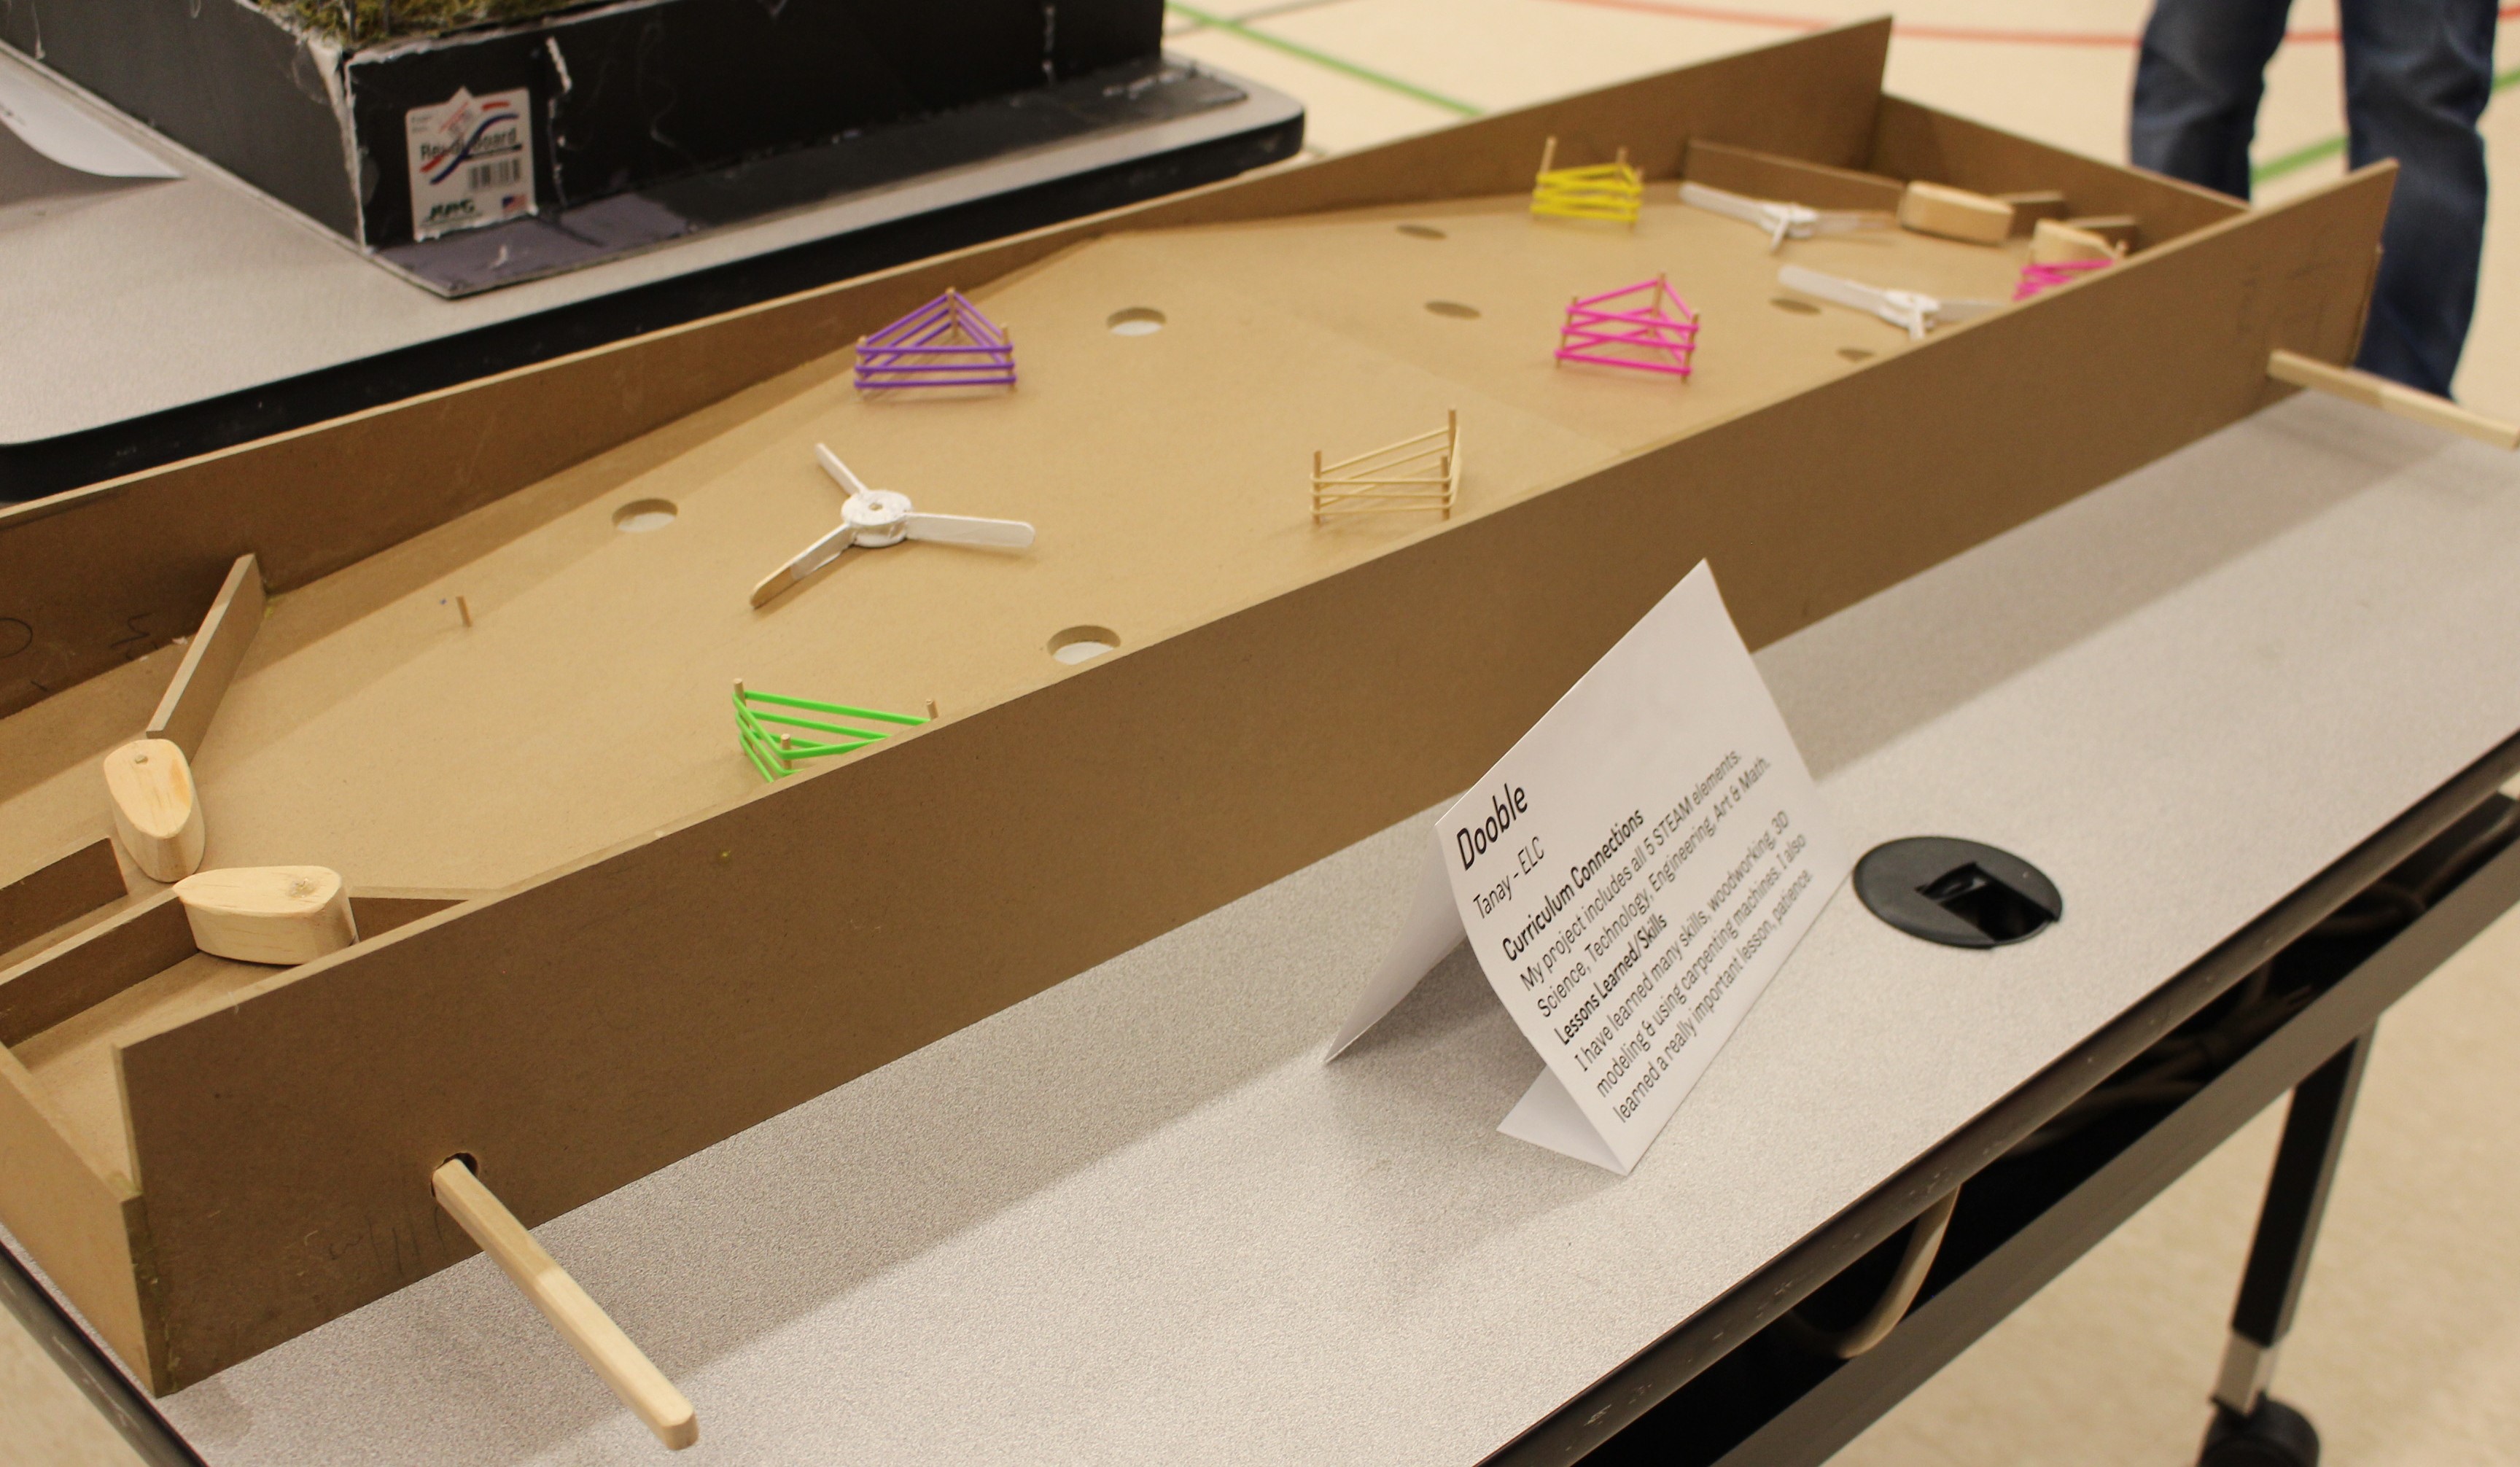 Dooble
Tanay - ELC
Curriculum Connections
My project includes all 5 STEAM elements.
Science, Technology, Engineering, Art & Math.
Lessons Learned/Skills
I have learned many skills, woodworking, 3D
modeling & using carpenting machines. I also
learned a really important lesson, patience.